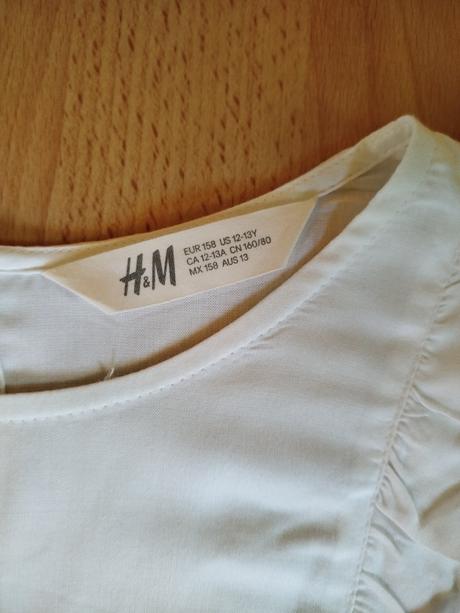 H&M
EUR 158 US 12-13Y
CA 12-13A CN 160/80
MX 158 AUS 13